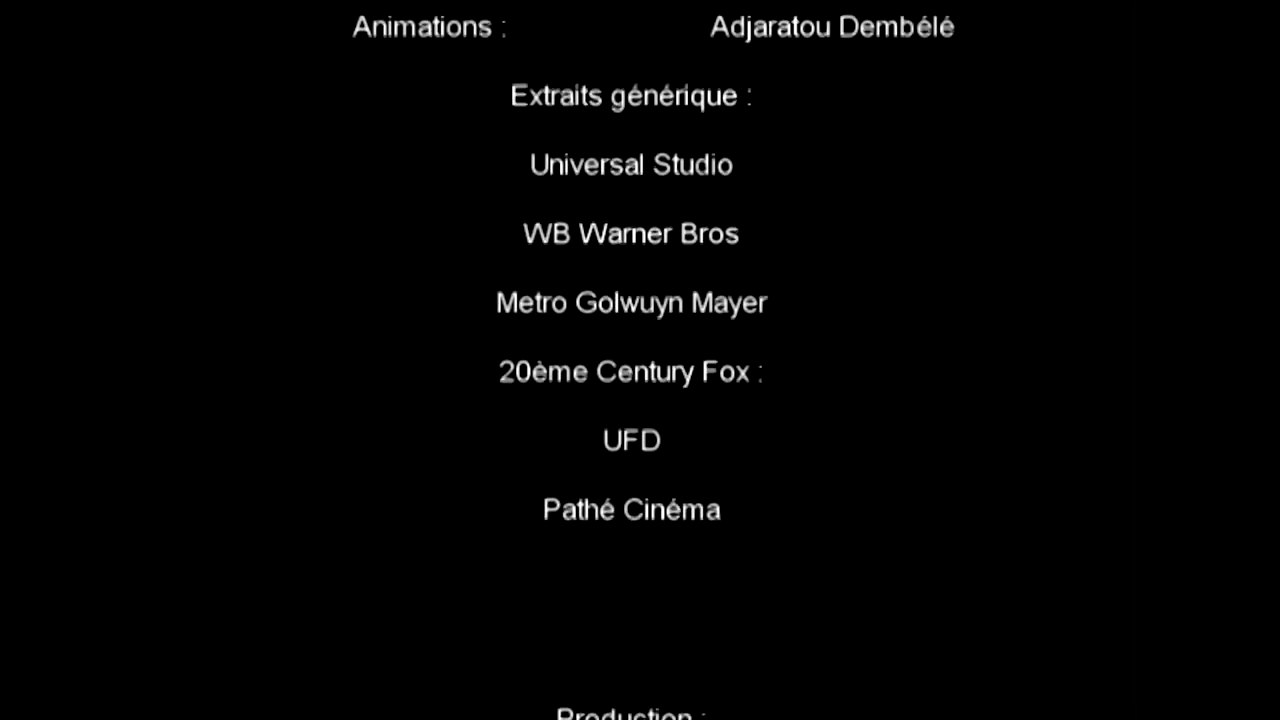 Animations : Adjaratou Dembélé
Extraits générique :
Universal Studio
WB Warner Bros
Metro Golwuyn Mayer
20ème Century Fox :
UFD
Pathé Cinéma
Production :